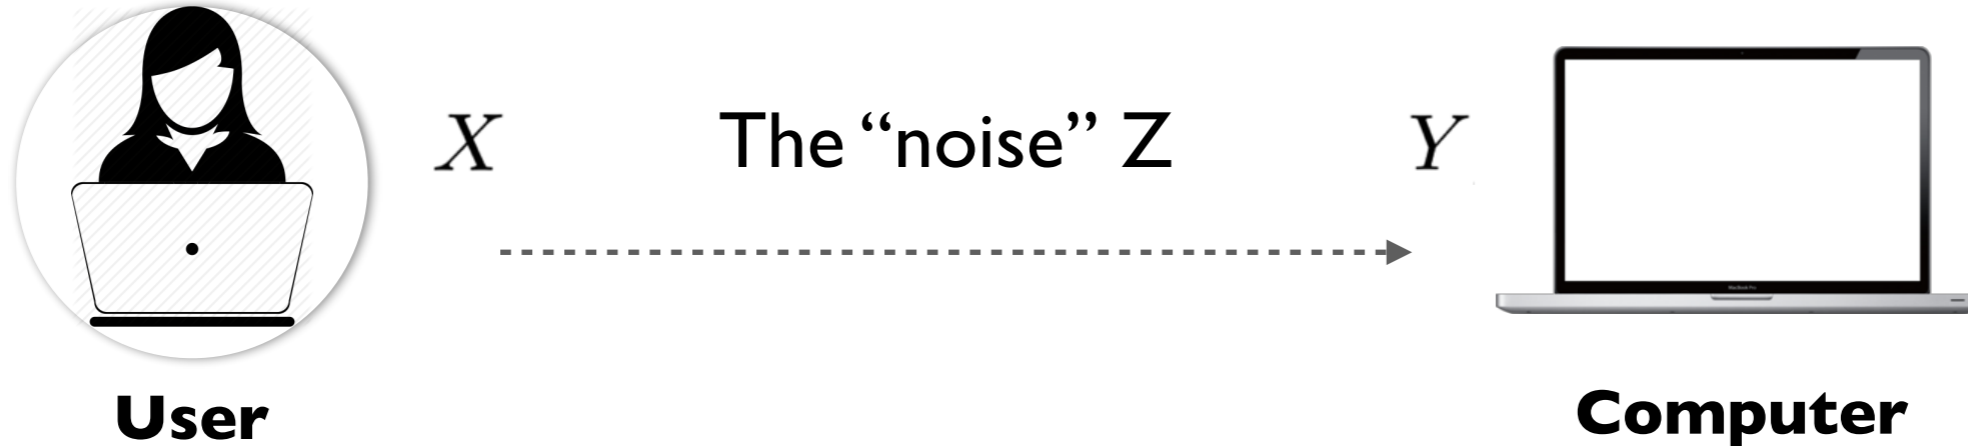 X The “noise” Z Y
User
Computer